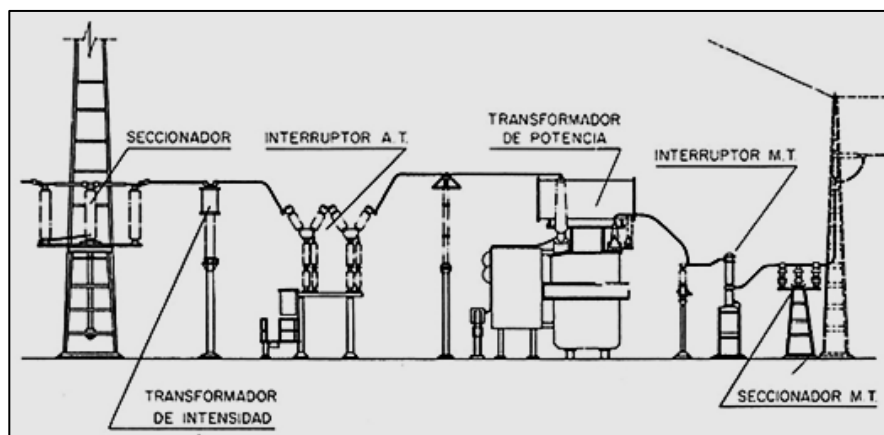 SECCIONADOR
INTERRUPTOR A.T.
TRANSFORMADOR
DE POTENCIA
INTERRUPTOR M.T.
TRANSFORMADOR
DE INTENSIDAD
SECCIONADOR M.T.